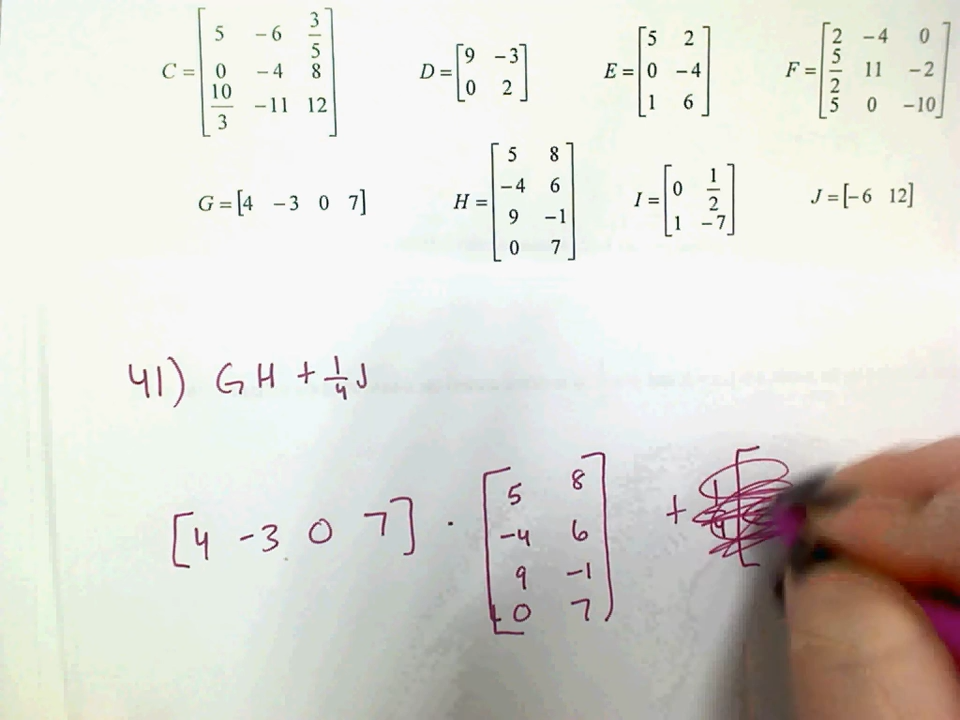 C = [5 -6 3/5; 0 -4 8; 10/3 -11 12] D = [9 -3; 0 2] E = [5 2; 0 -4; 1 6] F = [2 -4 0; 5/2 11 -2; 5 0 -10]
G = [4 -3 0 7] H = [5 8; -4 6; 9 -1; 0 7] I = [0 1/2; 1 -7] J = [-6 12]
41) GH + 1/4 J
[4 -3 0 7] · [5 8; -4 6; 9 -1; 0 7] +